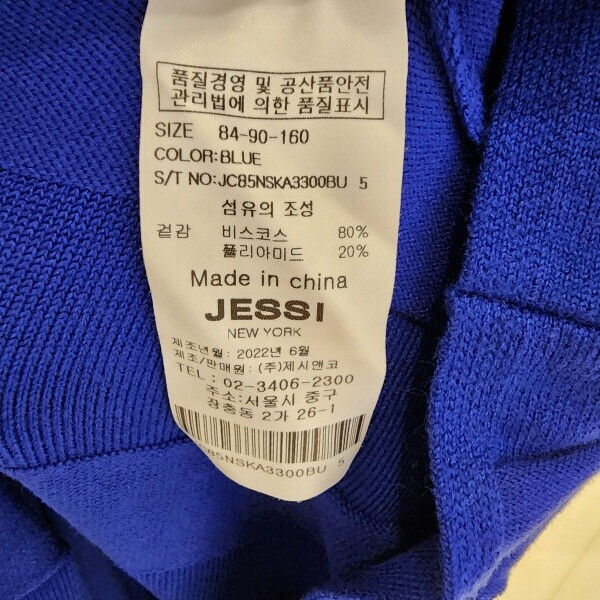 품질경영 및 공산품안전
관리법에 의한 품질표시
SIZE 84-90-160
COLOR:BLUE
S/T NO:JC85NSKA3300BU 5
섬유의 조성
겉감 비스코스 80%
폴리아미드 20%
Made in china
JESSI
NEW YORK
제조년월: 2022년 6월
제조/판매원: (주)제시앤코
TEL: 02-3406-2300
주소:서울시 중구
장충동 2가 26-1
C85NSKA3300BU 5